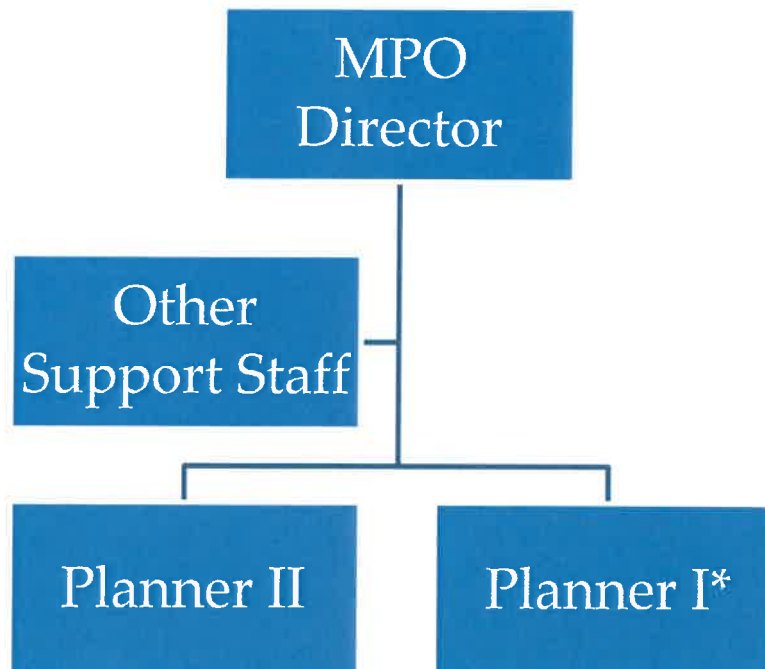 MPO
Director
Other
Support Staff
Planner II
Planner I*